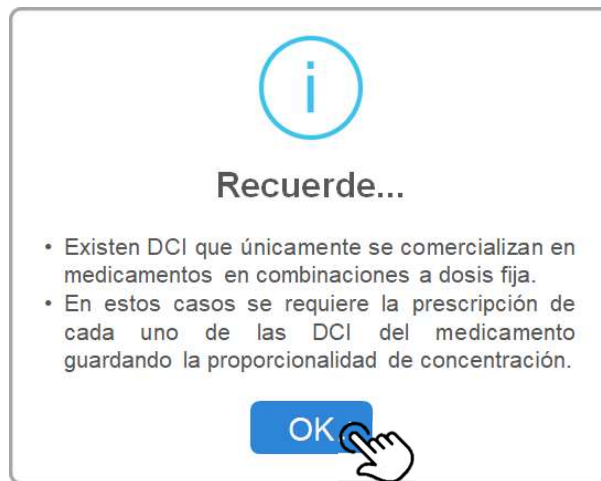 i
Recuerde...
• Existen DCI que únicamente se comercializan en
medicamentos en combinaciones a dosis fija.
• En estos casos se requiere la prescripción de
cada uno de las DCI del medicamento
guardando la proporcionalidad de concentración.
OK